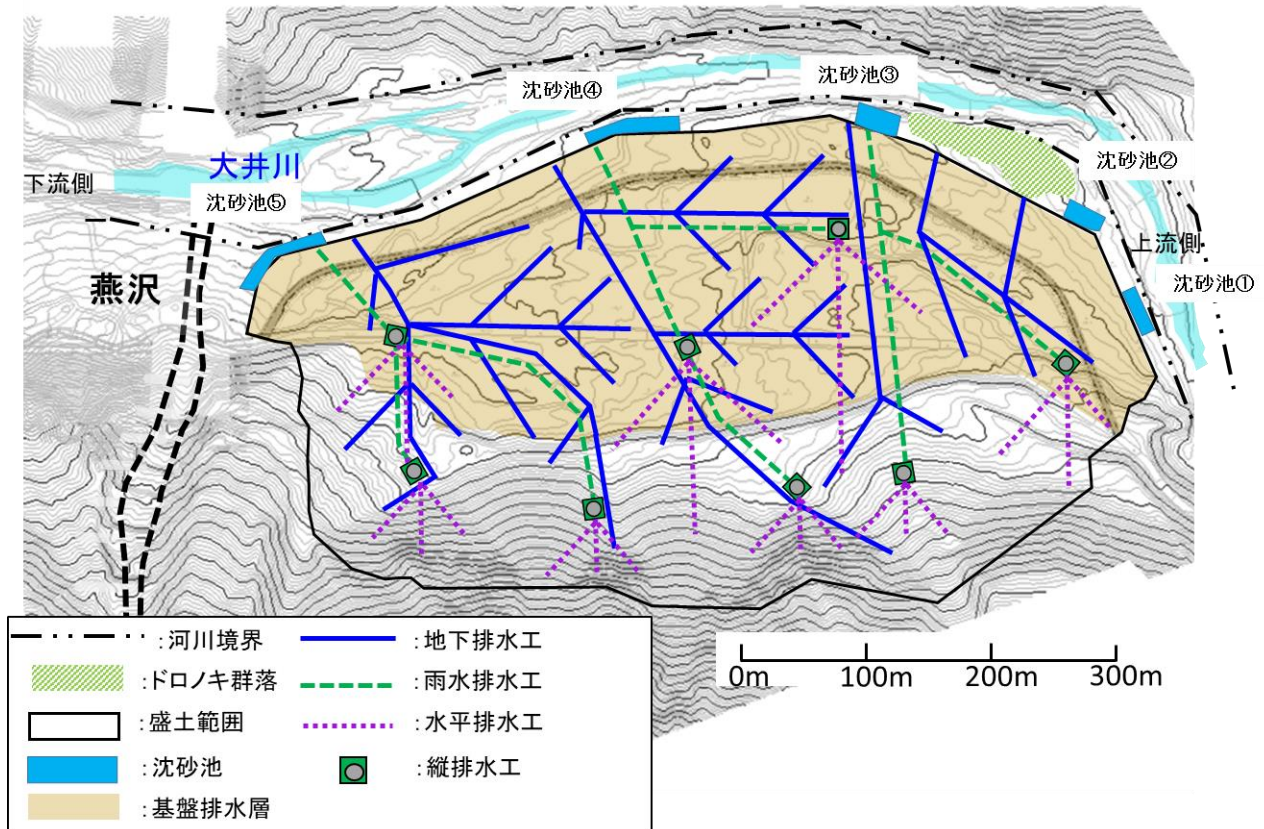 沈砂池③
沈砂池④
沈砂池②
大井川
下流側
沈砂池⑤
上流側
沈砂池①
燕沢
0m 100m 200m 300m
:河川境界
:地下排水工
:ドロノキ群落
:雨水排水工
:盛土範囲
:水平排水工
:沈砂池
:縦排水工
:基盤排水層